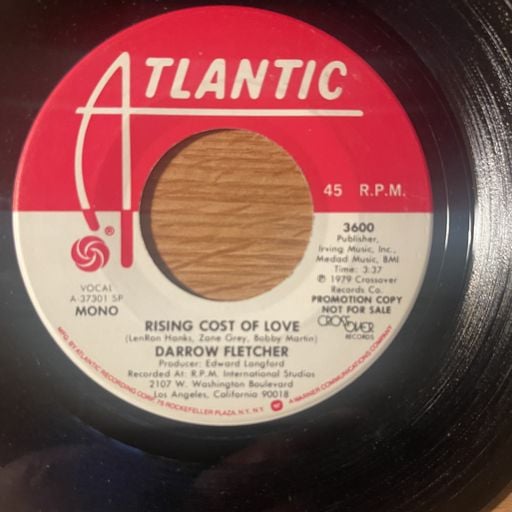 ATLANTIC
45 R.P.M.
®
3600
Publisher,
Irving Music, Inc.,
Medad Music, BMI
Time: 3:37
℗ 1979 Crossover
Records Co.
PROMOTION COPY
NOT FOR SALE
CROSSOVER
RECORDS
VOCAL
A-37301 SP
MONO
RISING COST OF LOVE
(LenRon Hanks, Zane Grey, Bobby Martin)
DARROW FLETCHER
Producer: Edward Langford
Recorded At: R.P.M. International Studios
2107 W. Washington Boulevard
Los Angeles, California 90018
MFG. BY ATLANTIC RECORDING CORP. 75 ROCKEFELLER PLAZA, N.Y., N.Y. A WARNER COMMUNICATIONS COMPANY